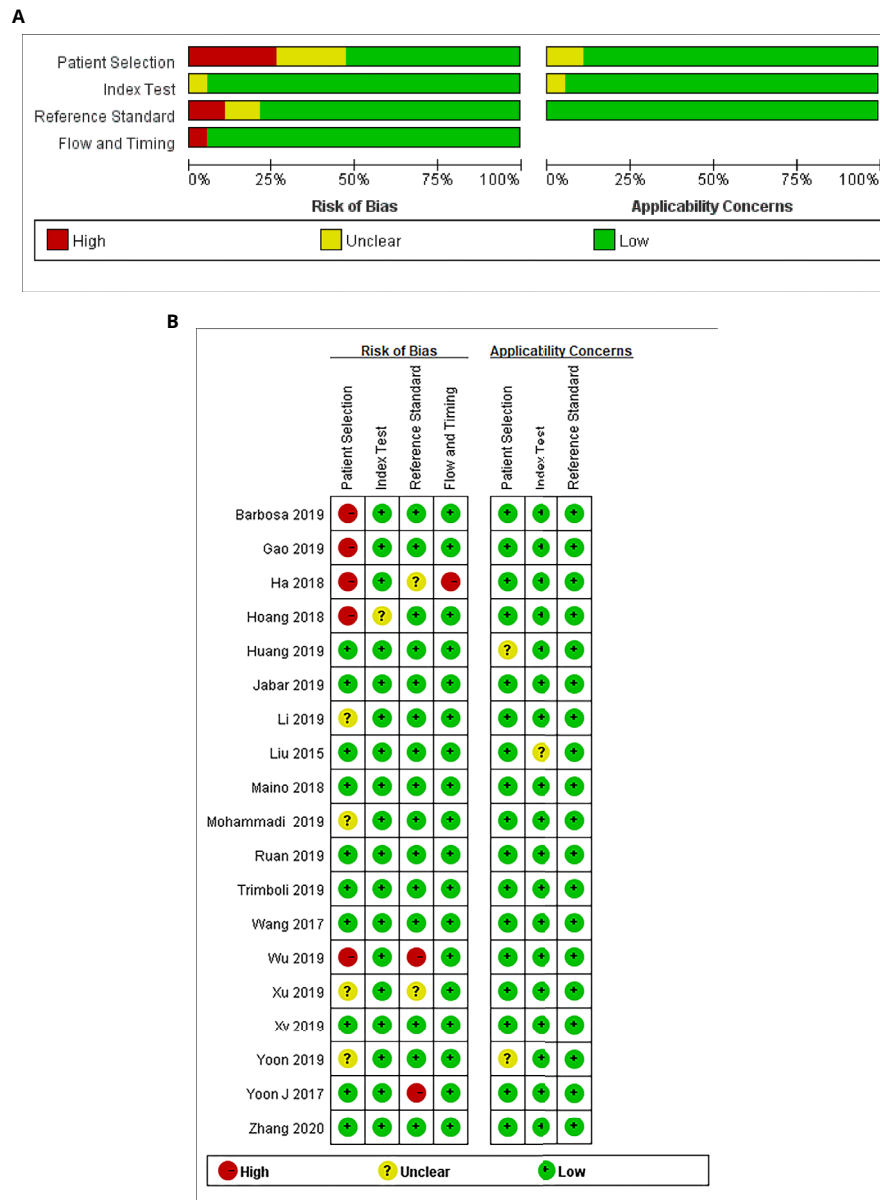 A
Patient Selection
Index Test
Reference Standard
Flow and Timing
0% 25% 50% 75% 100% 0% 25% 50% 75% 100%
Risk of Bias Applicability Concerns
High Unclear Low
B
Risk of Bias Applicability Concerns
Patient Selection
Index Test
Reference Standard
Flow and Timing
Patient Selection
Index Test
Reference Standard
Barbosa 2019 - + + + + + +
Gao 2019 - + + + + + +
Ha 2018 - + ? - + + +
Hoang 2018 - ? + + + + +
Huang 2019 + + + + ? + +
Jabar 2019 + + + + + + +
Li 2019 ? + + + + + +
Liu 2015 + + + + + ? +
Maino 2018 + + + + + + +
Mohammadi 2019 ? + + + + + +
Ruan 2019 + + + + + + +
Trimboli 2019 + + + + + + +
Wang 2017 + + + + + + +
Wu 2019 - + - + + + +
Xu 2019 ? + ? + + + +
Xv 2019 + + + + + + +
Yoon 2019 ? + + + ? + +
Yoon J 2017 + + - + + + +
Zhang 2020 + + + + + + +
- High ? Unclear + Low